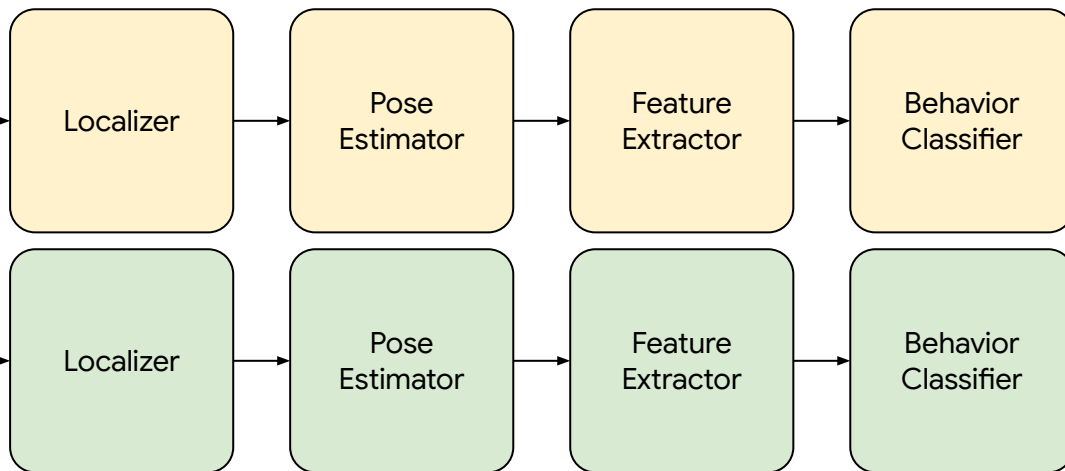 Localizer
Pose
Estimator
Feature
Extractor
Behavior
Classifier
Localizer
Pose
Estimator
Feature
Extractor
Behavior
Classifier